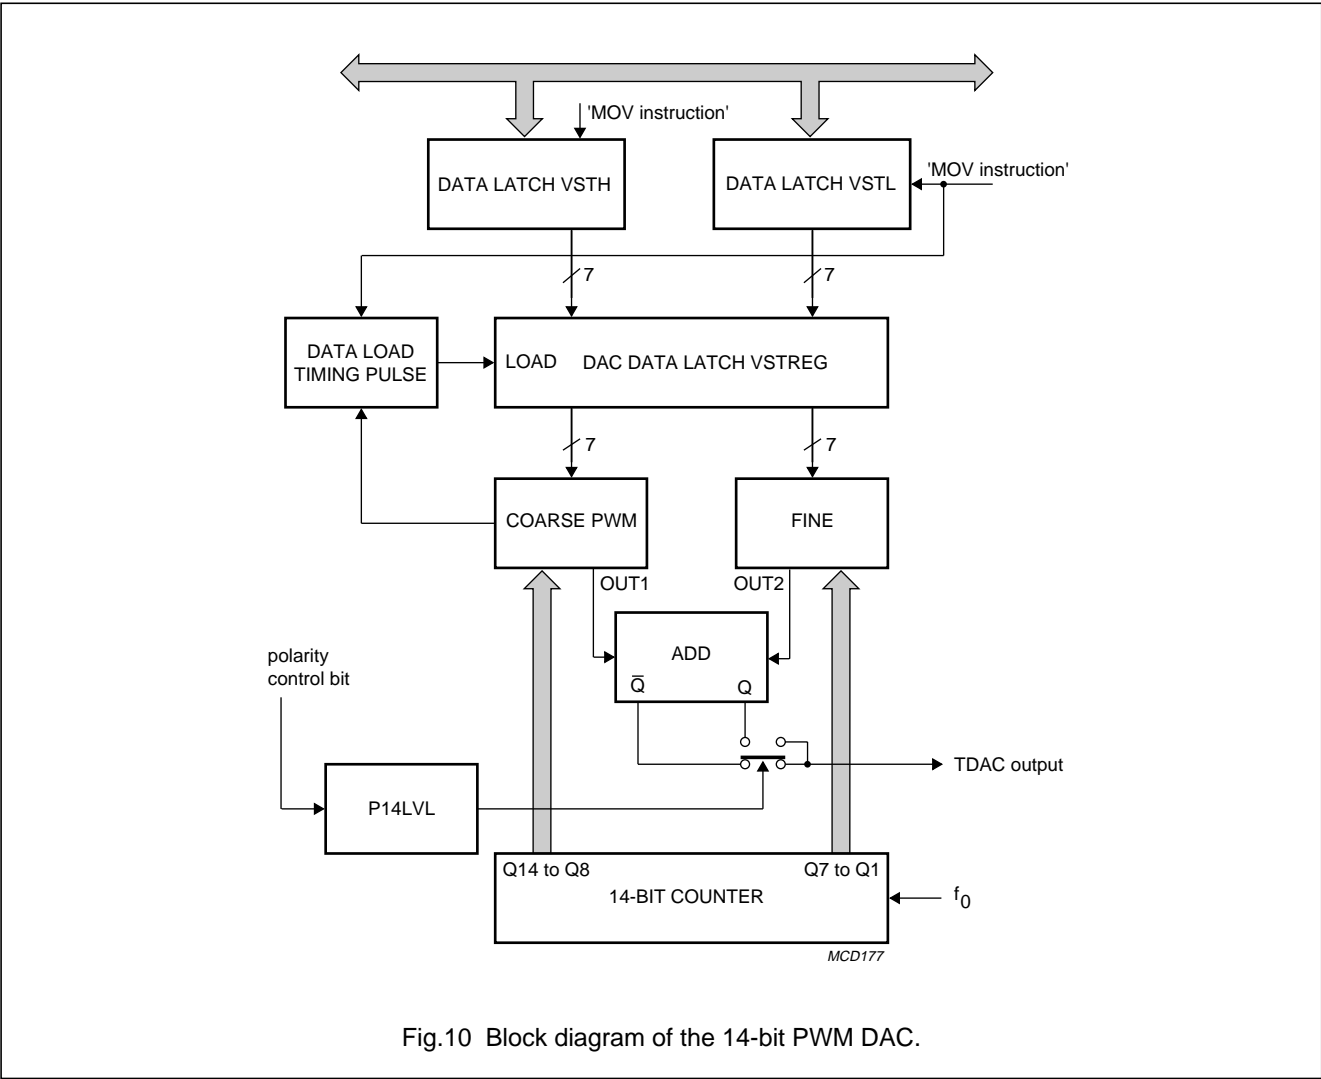 'MOV instruction'
DATA LATCH VSTH
DATA LATCH VSTL
'MOV instruction'
7
7
DATA LOAD
TIMING PULSE
LOAD
DAC DATA LATCH VSTREG
7
7
COARSE PWM
FINE
OUT1
OUT2
ADD
Q̅
Q
polarity
control bit
TDAC output
P14LVL
Q14 to Q8
Q7 to Q1
14-BIT COUNTER
f0
MCD177
Fig.10 Block diagram of the 14-bit PWM DAC.